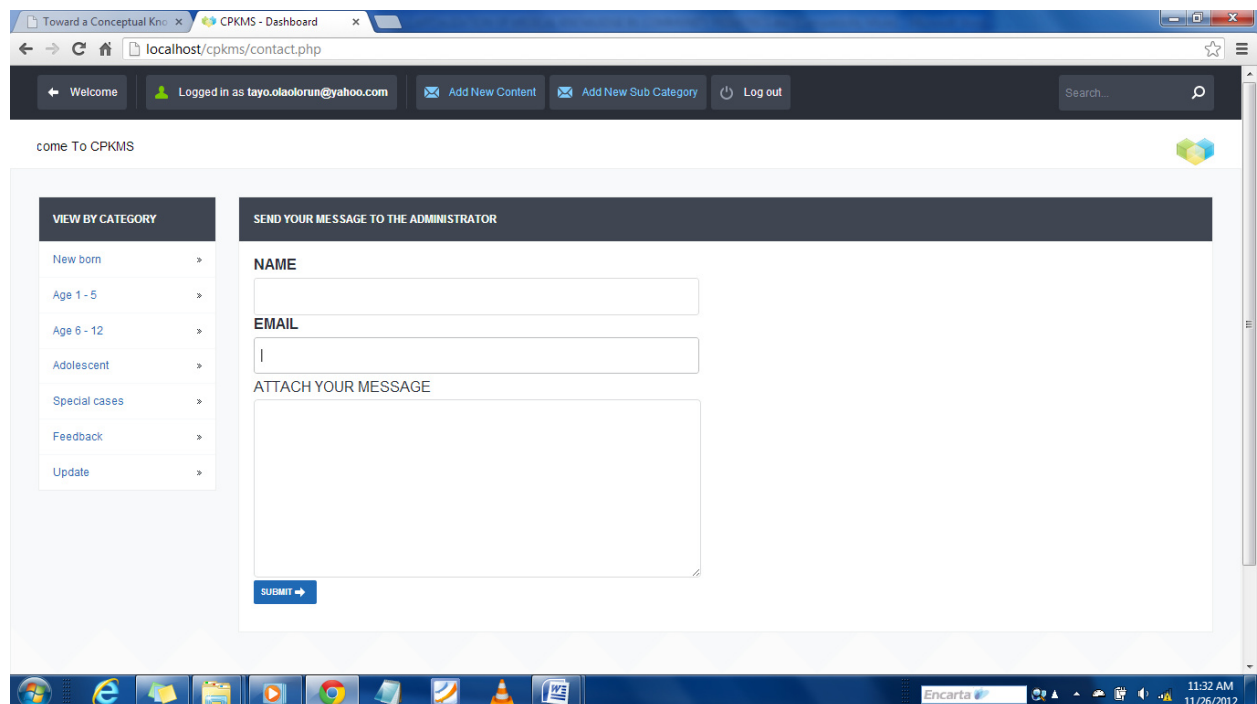 Toward a Conceptual Kno
CPKMS - Dashboard
localhost/cpkms/contact.php
Welcome
Logged in as tayo.olaolorun@yahoo.com
Add New Content
Add New Sub Category
Log out
Search...
come To CPKMS
VIEW BY CATEGORY
New born »
Age 1 - 5 »
Age 6 - 12 »
Adolescent »
Special cases »
Feedback »
Update »
SEND YOUR MESSAGE TO THE ADMINISTRATOR
NAME
EMAIL
ATTACH YOUR MESSAGE
SUBMIT
Encarta
11:32 AM
11/26/2012